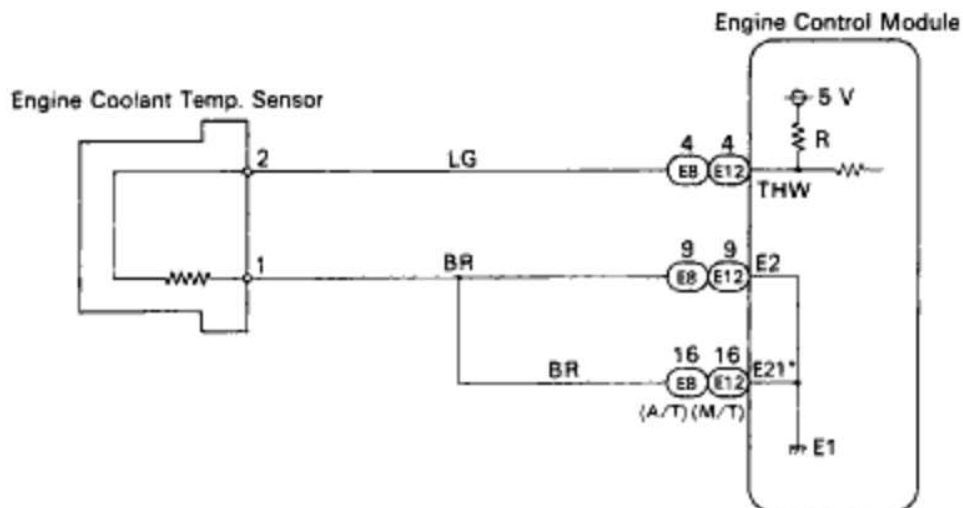 Engine Control Module
Engine Coolant Temp. Sensor
5 V
R
2
LG
4 4
E8 E12
THW
1
BR
9 9
E8 E12
E2
BR
16 16
E8 E12
E21*
(A/T) (M/T)
E1